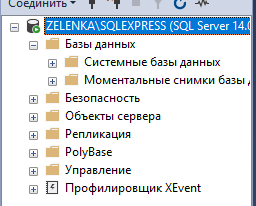 Соединить
ZELENKA\SQLEXPRESS (SQL Server 14.0
Базы данных
Системные базы данных
Моментальные снимки базы
Безопасность
Объекты сервера
Репликация
PolyBase
Управление
Профилировщик XEvent